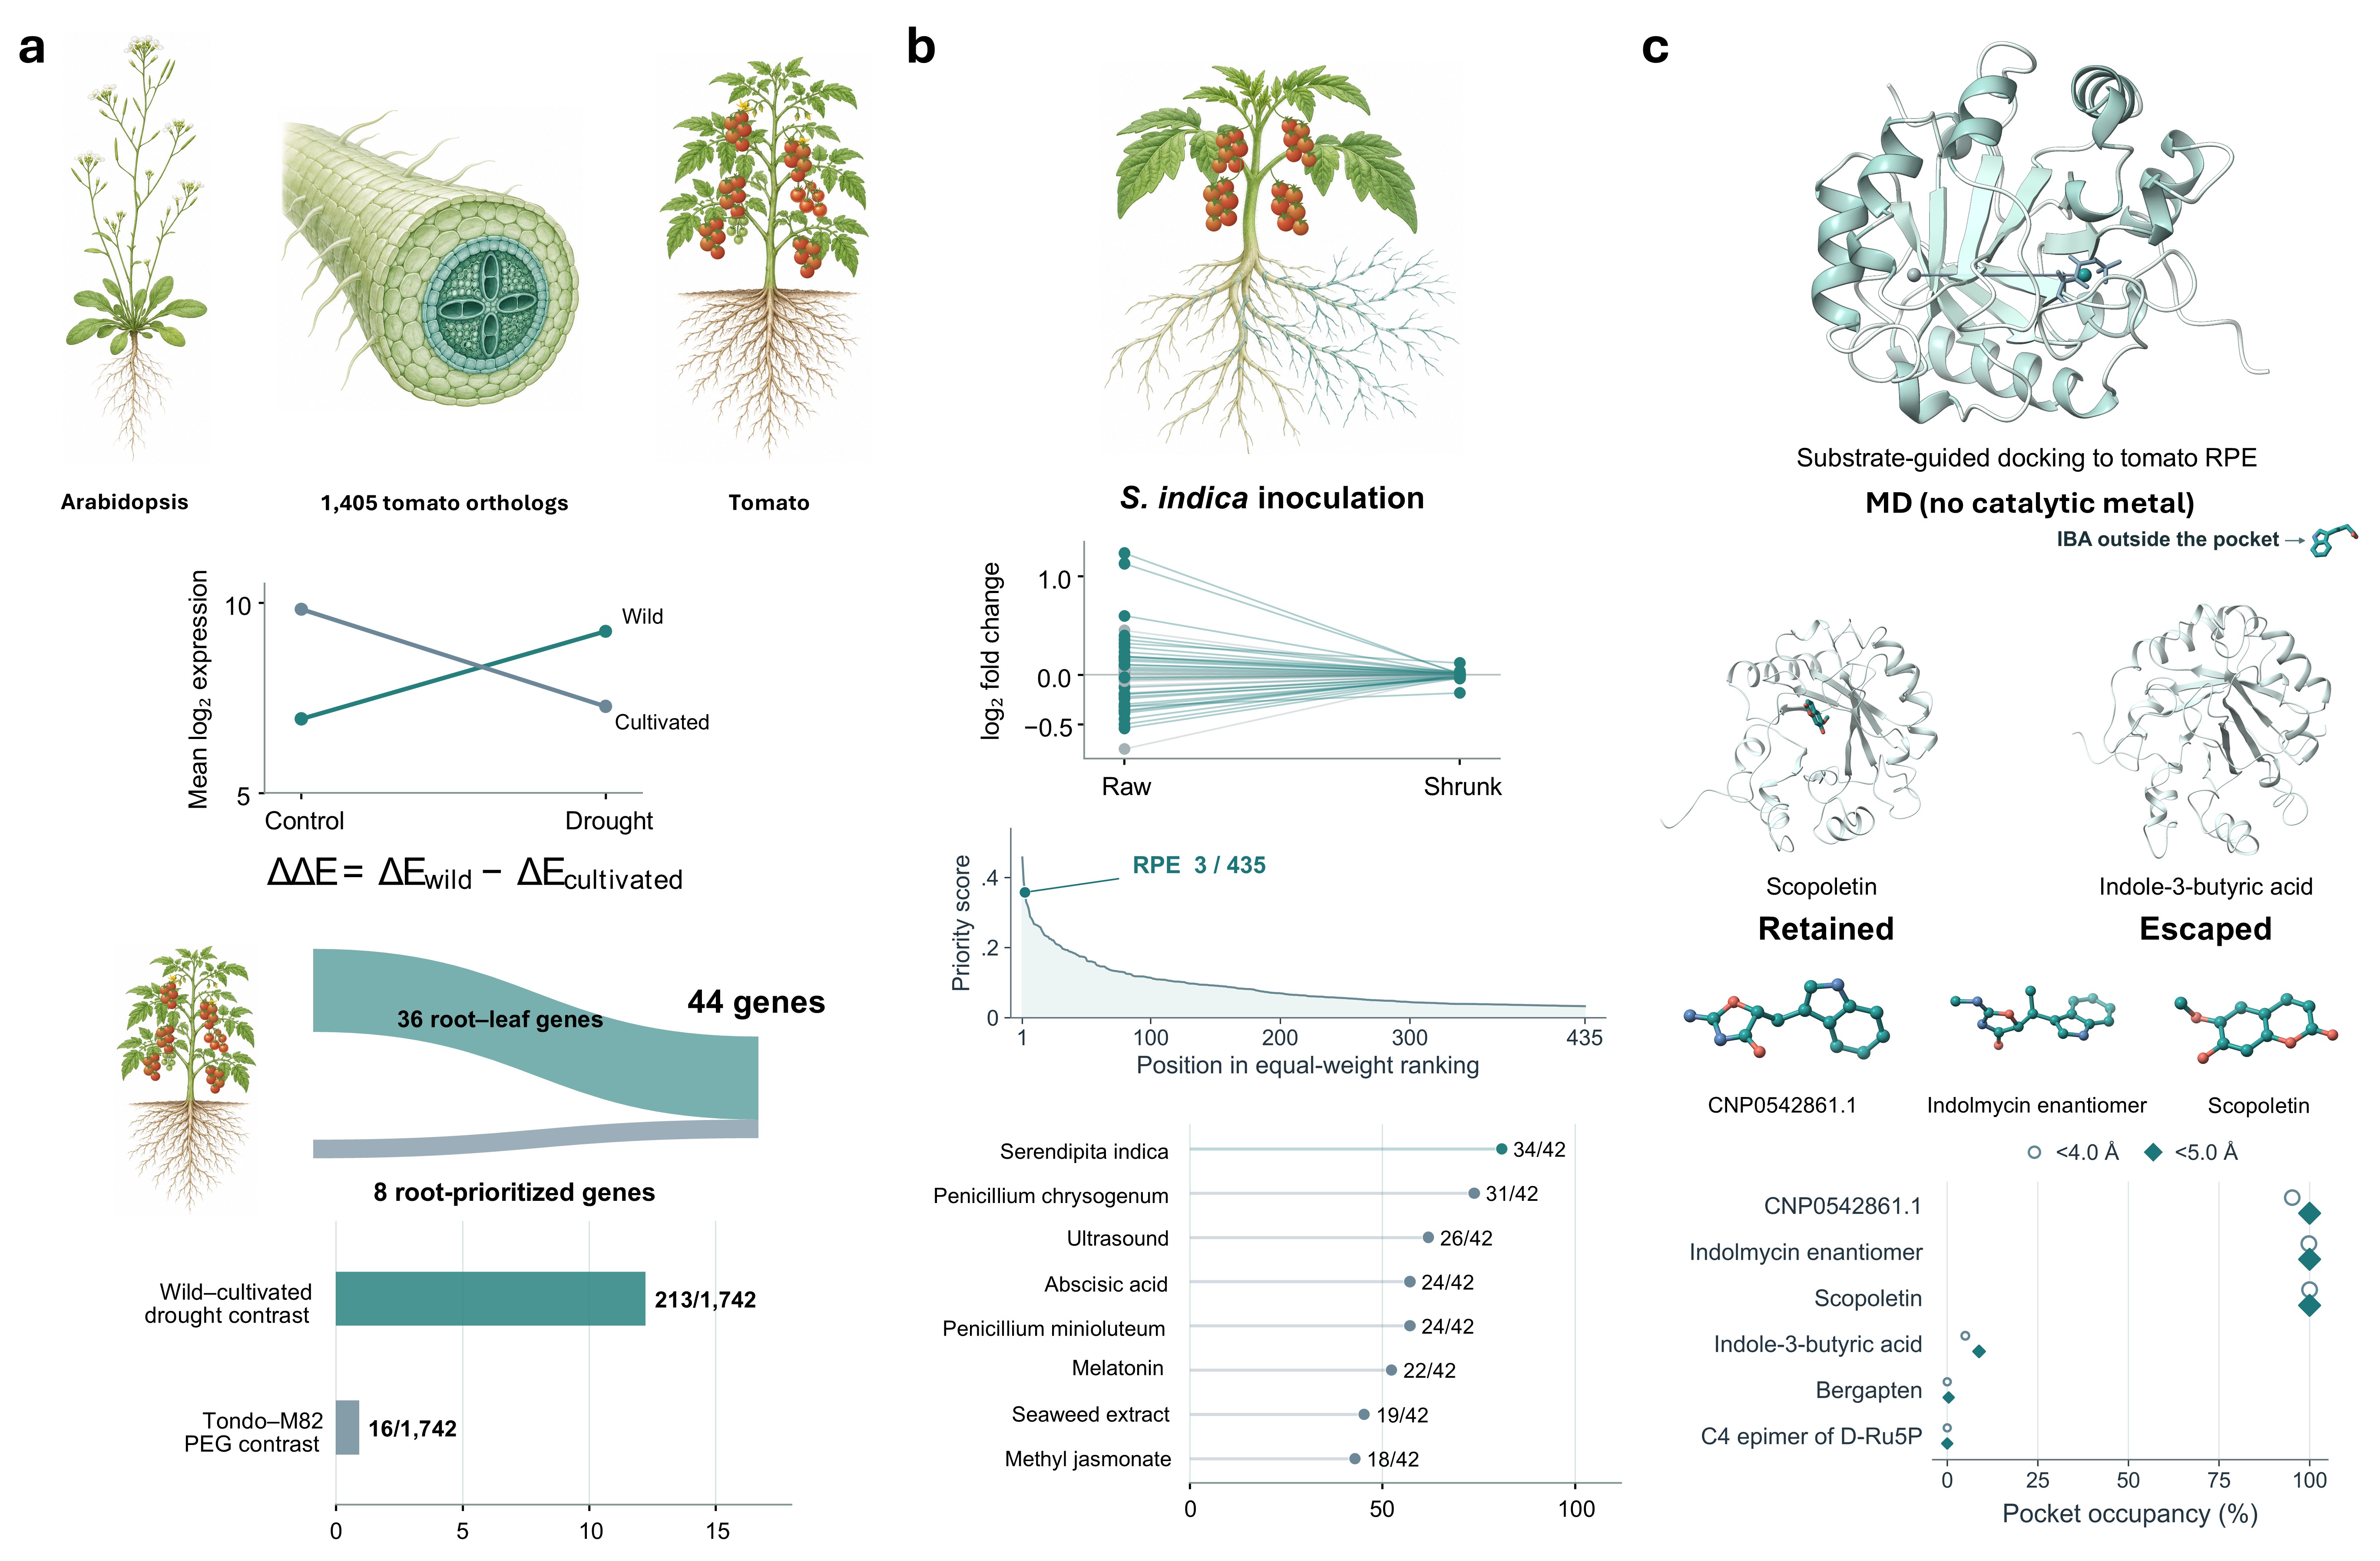 a
Arabidopsis
1,405 tomato orthologs
Tomato
Mean log₂ expression
10
5
Wild
Cultivated
Control
Drought
ΔΔE = ΔEwild − ΔEcultivated
36 root–leaf genes
44 genes
8 root-prioritized genes
Wild–cultivated
drought contrast
213/1,742
Tondo–M82
PEG contrast
16/1,742
0
5
10
15
b
S. indica inoculation
log₂ fold change
1.0
0.0
−0.5
Raw
Shrunk
Priority score
.4
.2
0
RPE 3 / 435
1
100
200
300
435
Position in equal-weight ranking
Serendipita indica
34/42
Penicillium chrysogenum
31/42
Ultrasound
26/42
Abscisic acid
24/42
Penicillium minioluteum
24/42
Melatonin
22/42
Seaweed extract
19/42
Methyl jasmonate
18/42
0
50
100
c
Substrate-guided docking to tomato RPE
MD (no catalytic metal)
IBA outside the pocket
Scopoletin
Indole-3-butyric acid
Retained
Escaped
CNP0542861.1
Indolmycin enantiomer
Scopoletin
<4.0 Å
<5.0 Å
CNP0542861.1
Indolmycin enantiomer
Scopoletin
Indole-3-butyric acid
Bergapten
C4 epimer of D-Ru5P
0
25
50
75
100
Pocket occupancy (%)